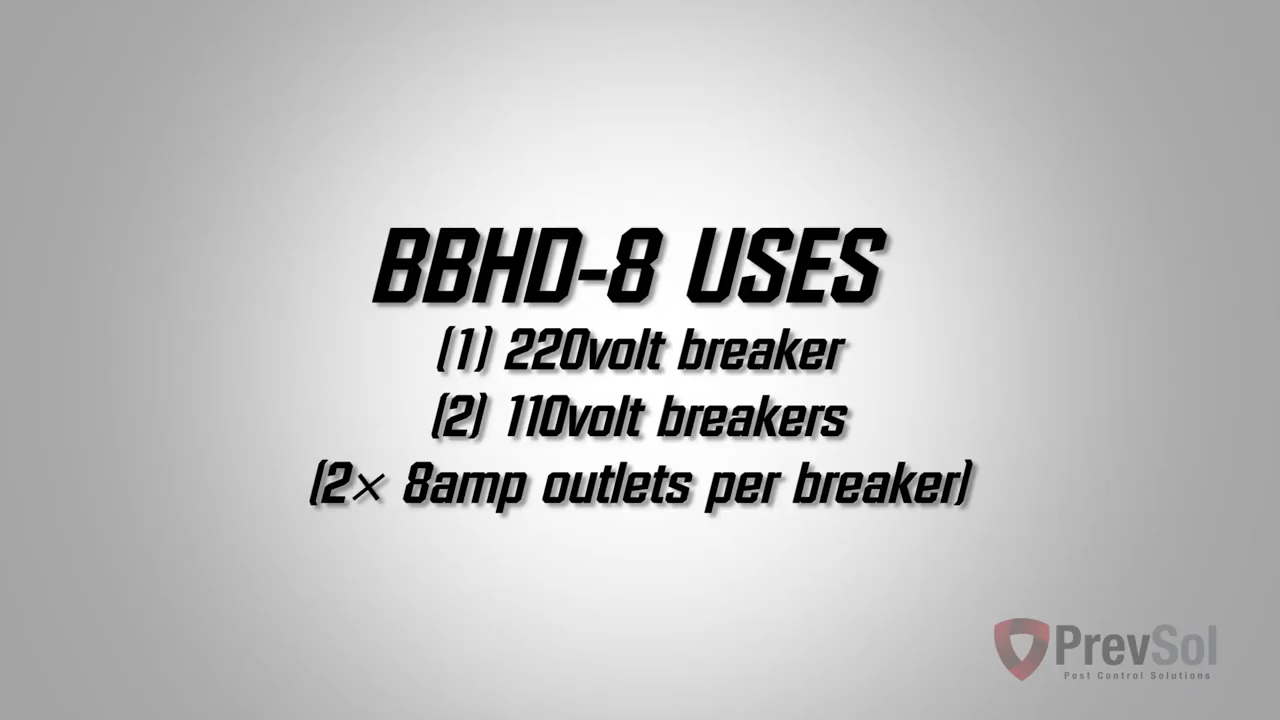 BBHD-8 USES
(1) 220volt breaker
(2) 110volt breakers
(2× 8amp outlets per breaker)
PrevSol
Pest Control Solutions